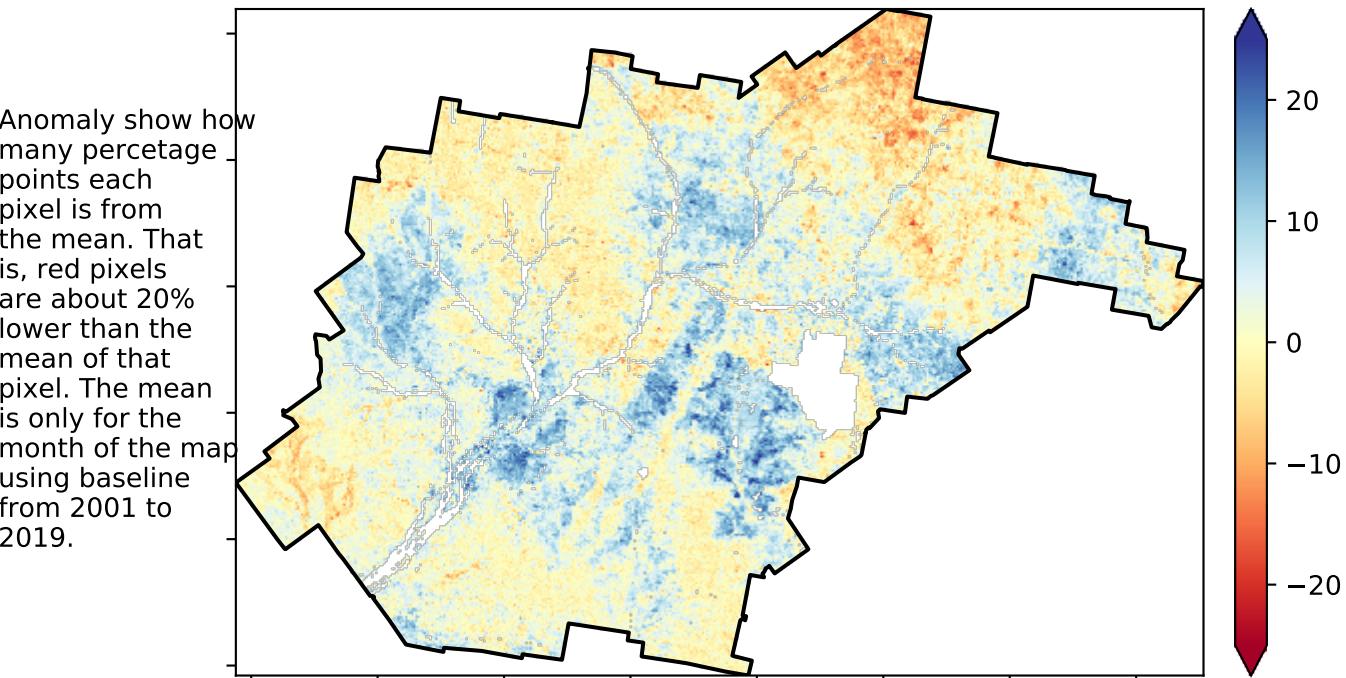 Anomaly show how
many percetage
points each
pixel is from
the mean. That
is, red pixels
are about 20%
lower than the
mean of that
pixel. The mean
is only for the
month of the map
using baseline
from 2001 to
2019.
20
10
0
−10
−20